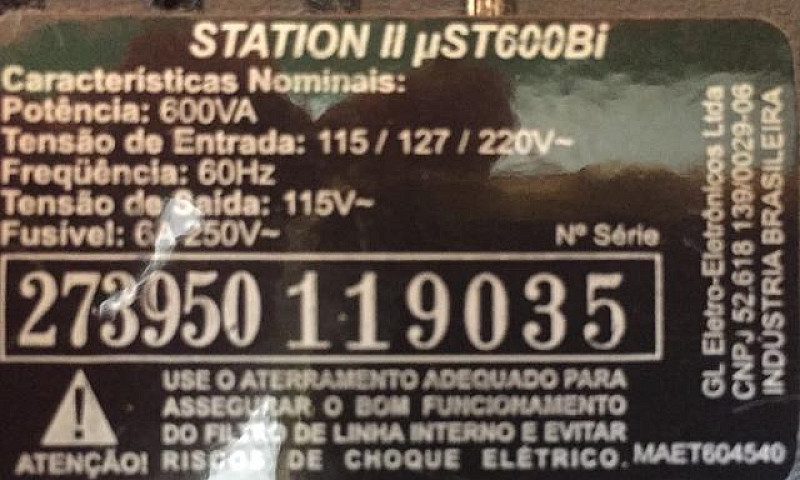 STATION II µST600Bi
Características Nominais:
Potência: 600VA
Tensão de Entrada: 115 / 127 / 220V~
Freqüência: 60Hz
Tensão de Saída: 115V~
Fusível: 6A 250V~
Nº Série
273950 119035
USE O ATERRAMENTO ADEQUADO PARA
ASSEGURAR O BOM FUNCIONAMENTO
DO FILTRO DE LINHA INTERNO E EVITAR
RISCOS DE CHOQUE ELÉTRICO.
ATENÇÃO!
MAET604540
GL Eletro-Eletrônicos Ltda
CNPJ 52.618 139/0029-06
INDÚSTRIA BRASILEIRA